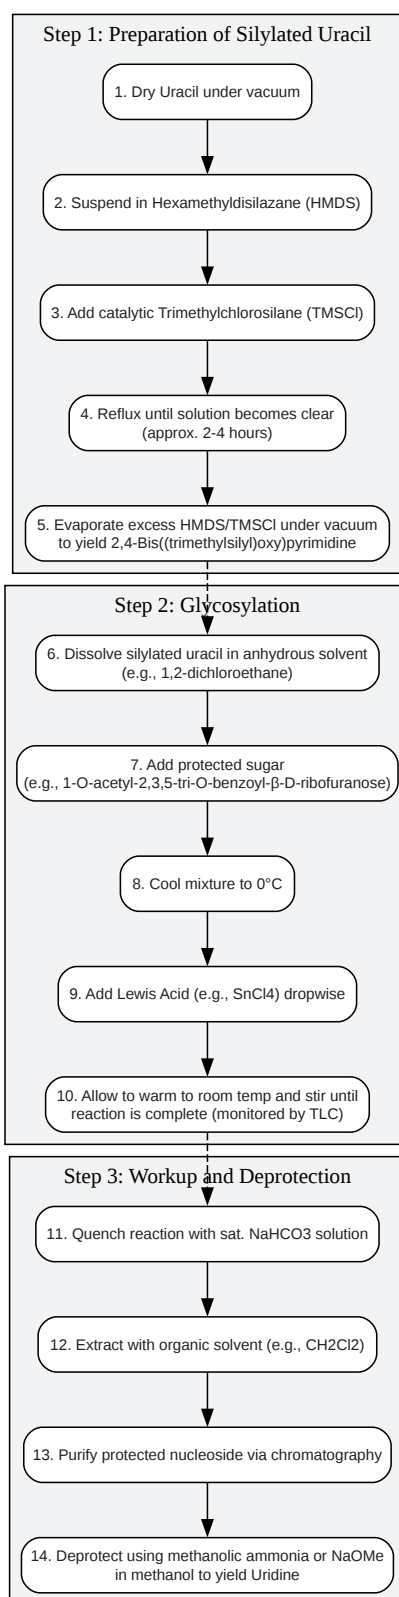 Step 1: Preparation of Silylated Uracil
1. Dry Uracil under vacuum
2. Suspend in Hexamethyldisilazane (HMDS)
3. Add catalytic Trimethylchlorosilane (TMSCl)
4. Reflux until solution becomes clear
(approx. 2-4 hours)
5. Evaporate excess HMDS/TMSCl under vacuum
to yield 2,4-Bis((trimethylsilyl)oxy)pyrimidine
Step 2: Glycosylation
6. Dissolve silylated uracil in anhydrous solvent
(e.g., 1,2-dichloroethane)
7. Add protected sugar
(e.g., 1-O-acetyl-2,3,5-tri-O-benzoyl-β-D-ribofuranose)
8. Cool mixture to 0°C
9. Add Lewis Acid (e.g., SnCl4) dropwise
10. Allow to warm to room temp and stir until
reaction is complete (monitored by TLC)
Step 3: Workup and Deprotection
11. Quench reaction with sat. NaHCO3 solution
12. Extract with organic solvent (e.g., CH2Cl2)
13. Purify protected nucleoside via chromatography
14. Deprotect using methanolic ammonia or NaOMe
in methanol to yield Uridine